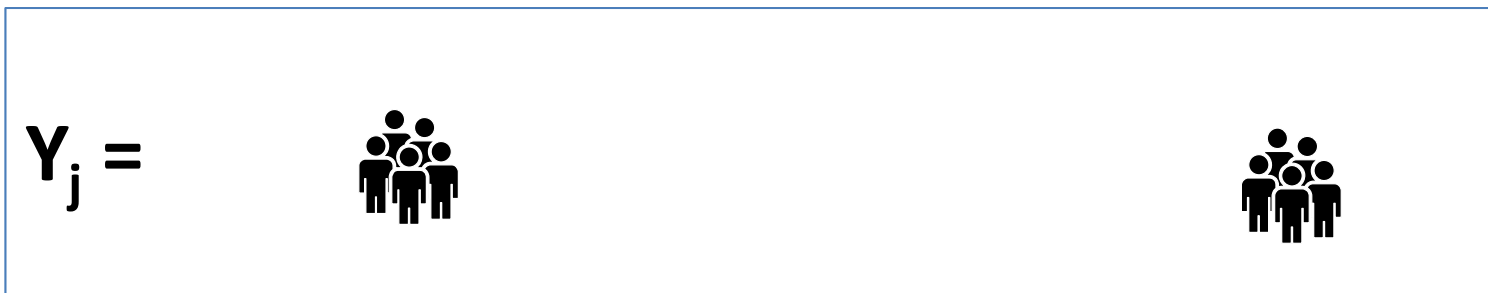 Yj =